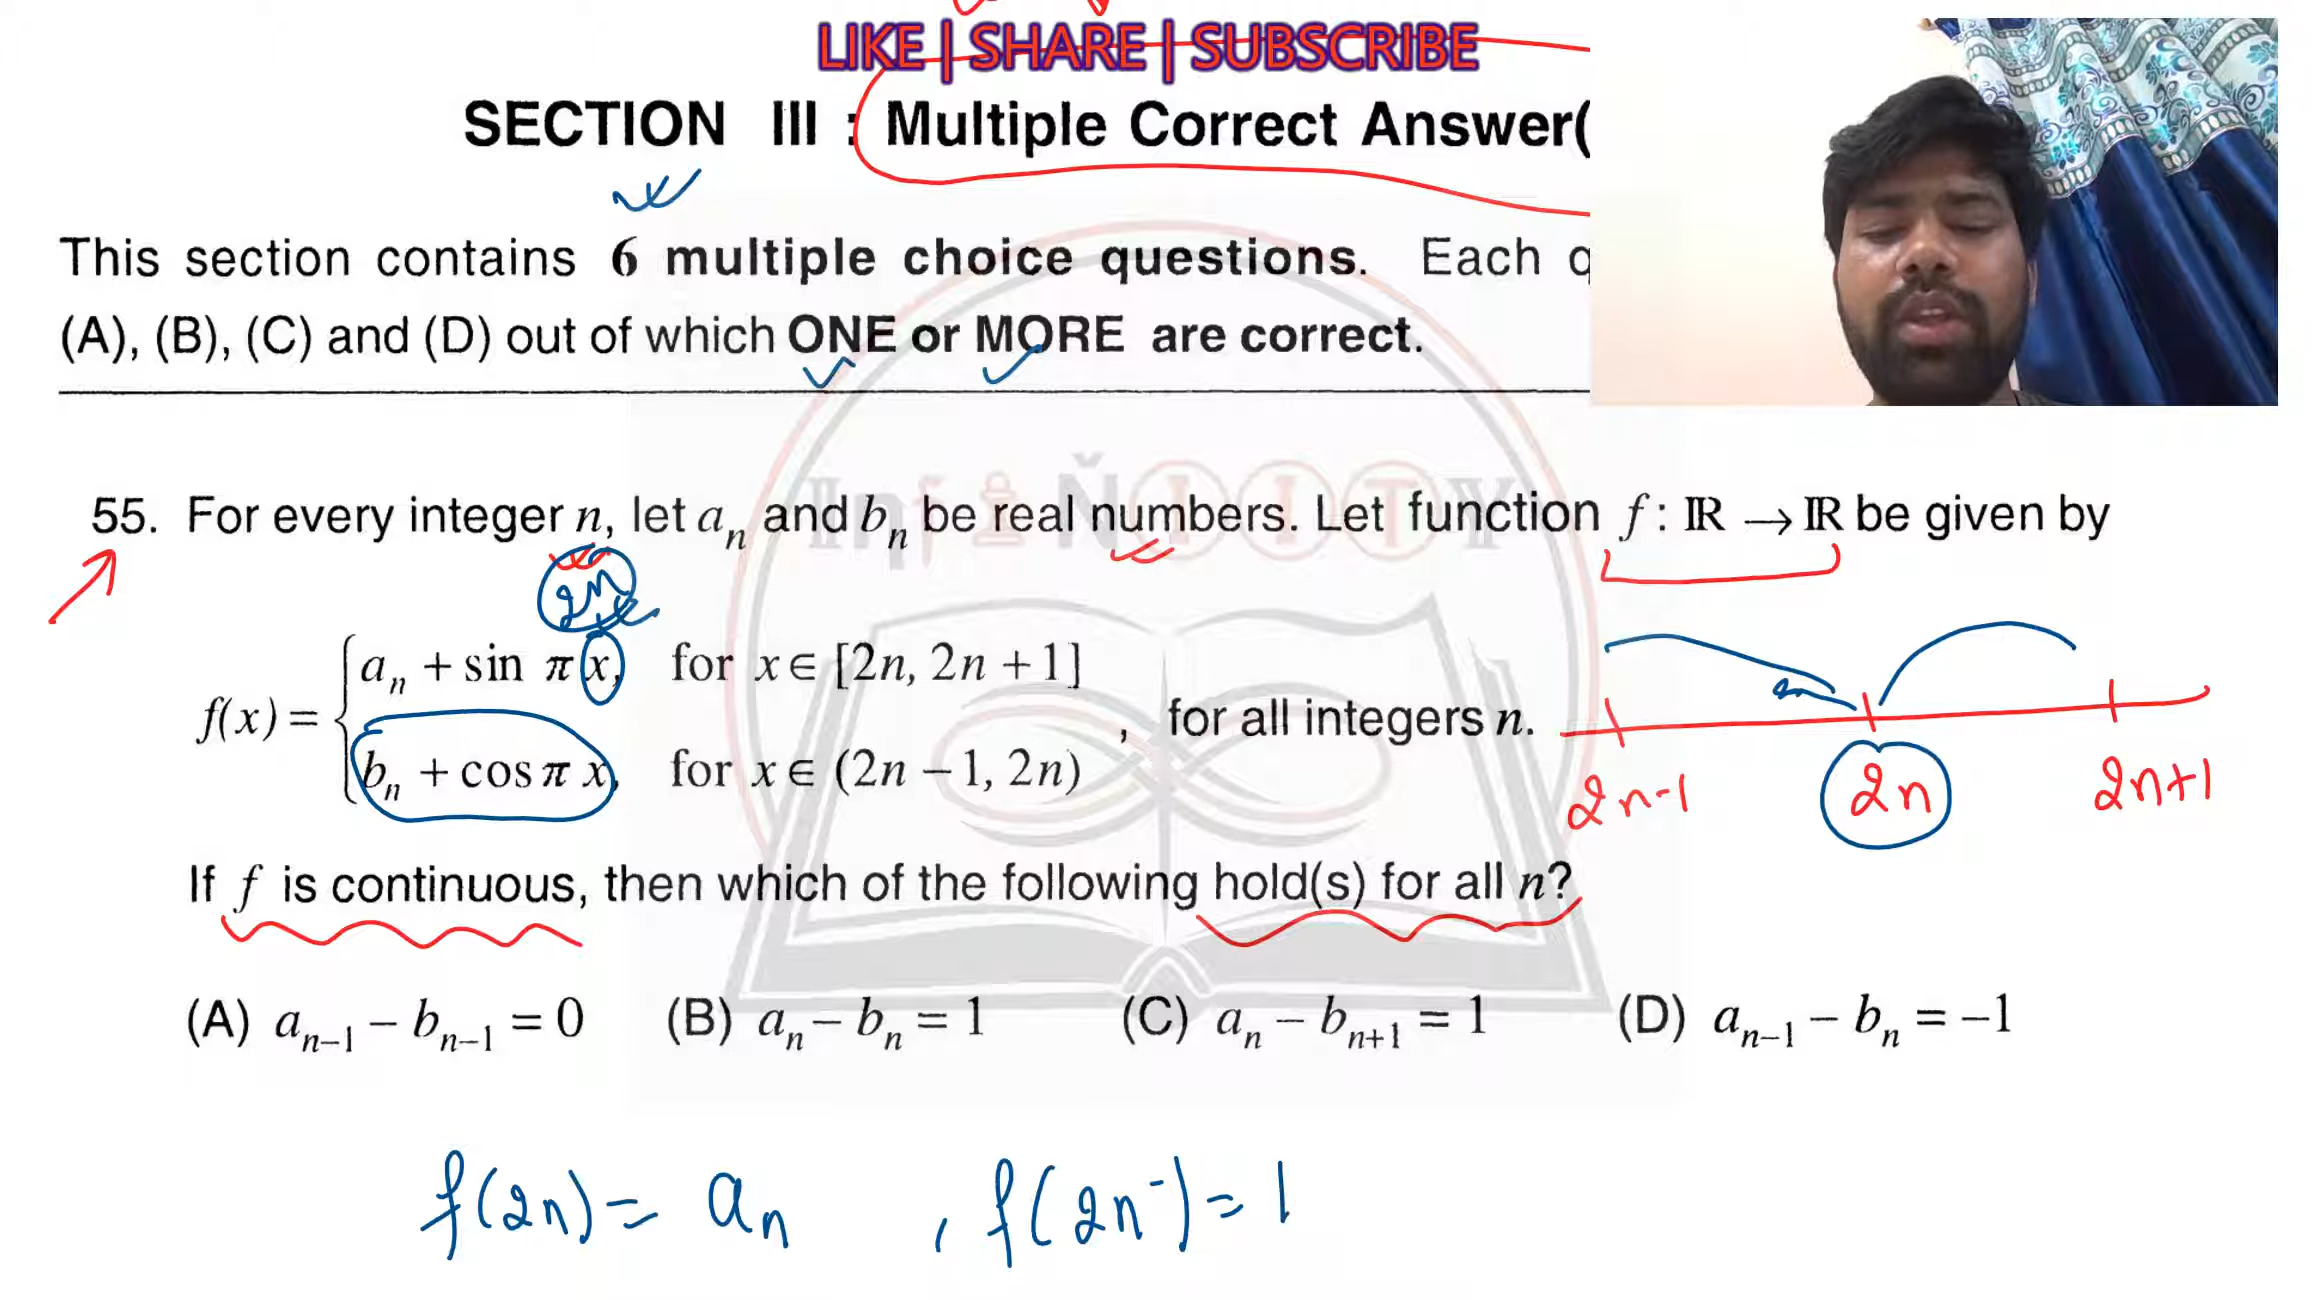 LIKE | SHARE | SUBSCRIBE
SECTION III : Multiple Correct Answer(
This section contains 6 multiple choice questions. Each q
(A), (B), (C) and (D) out of which ONE or MORE are correct.
55. For every integer n, let aₙ and bₙ be real numbers. Let function f : ℝ → ℝ be given by
2n
f(x) = { aₙ + sin π x, for x ∈ [2n, 2n + 1]
bₙ + cos π x, for x ∈ (2n − 1, 2n) , for all integers n.
2n-1 2n 2n+1
If f is continuous, then which of the following hold(s) for all n?
(A) aₙ₋₁ − bₙ₋₁ = 0 (B) aₙ − bₙ = 1 (C) aₙ − bₙ₊₁ = 1 (D) aₙ₋₁ − bₙ = −1
f(2n) = aₙ , f(2n⁻) = 1